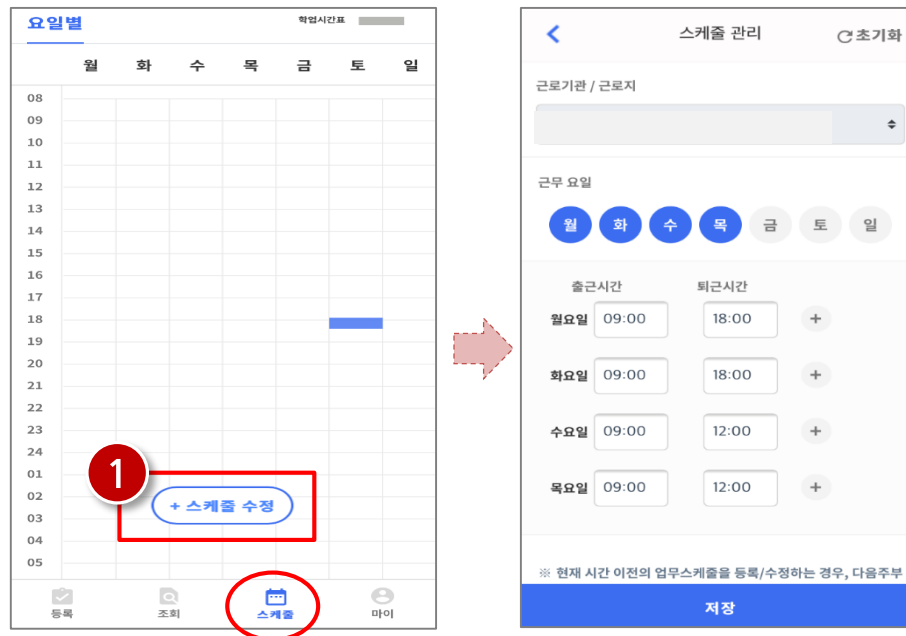 요일별
학업시간표
월 화 수 목 금 토 일
08
09
10
11
12
13
14
15
16
17
18
19
20
21
22
23
24
01
02
03
04
05
1
+ 스케줄 수정
등록 조회 스케줄 마이
스케줄 관리
초기화
근로기관 / 근로지
근무 요일
월 화 수 목 금 토 일
출근시간 퇴근시간
월요일 09:00 18:00 +
화요일 09:00 18:00 +
수요일 09:00 12:00 +
목요일 09:00 12:00 +
※ 현재 시간 이전의 업무스케줄을 등록/수정하는 경우, 다음주부
저장